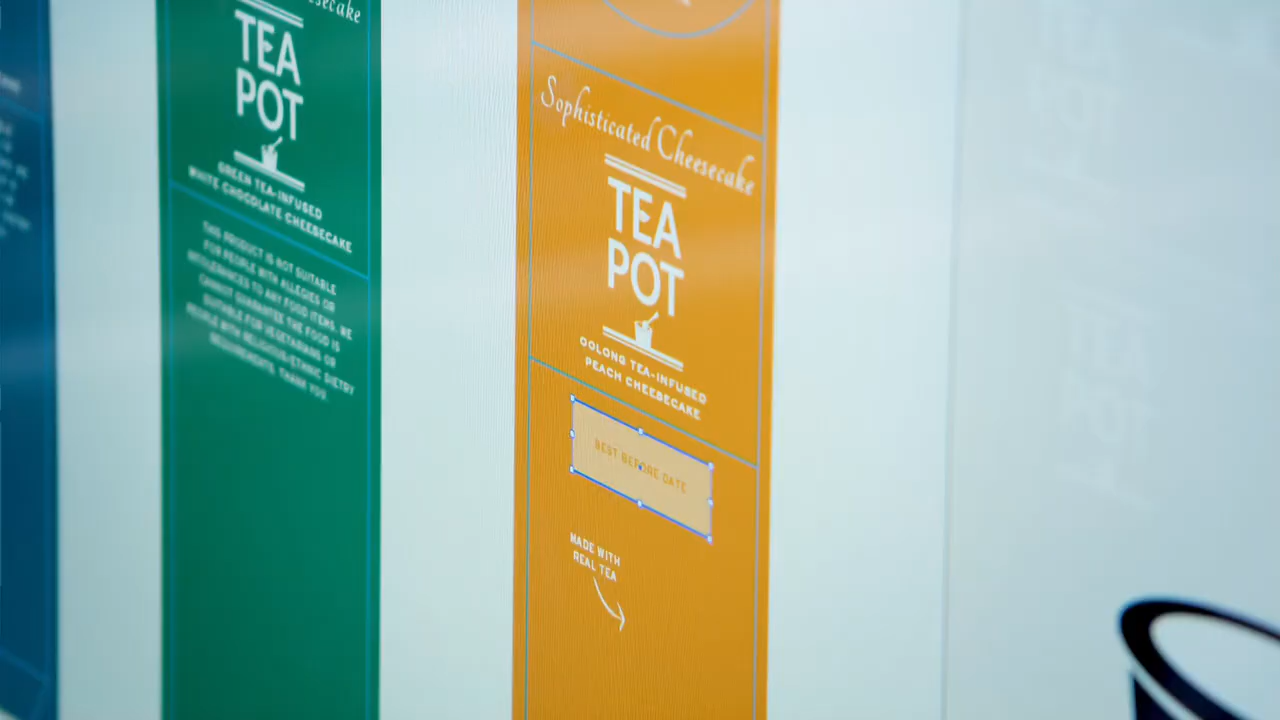 esecake
TEA
POT
GREEN TEA-INFUSED
WHITE CHOCOLATE CHEESECAKE
THIS PRODUCT IS NOT SUITABLE
FOR PEOPLE WITH ALLEGIES OR
INTOLERANCES TO ANY FOOD ITEMS. WE
CANNOT GUARANTEE THE FOOD IS
SUITABLE FOR VEGETARIANS OR
PEOPLE WITH RELIGIOUS/ETHNIC DIETRY
REQUIREMENTS. THANK YOU
Sophisticated Cheesecake
TEA
POT
OOLONG TEA-INFUSED
PEACH CHEESECAKE
BEST BEFORE DATE
MADE WITH
REAL TEA